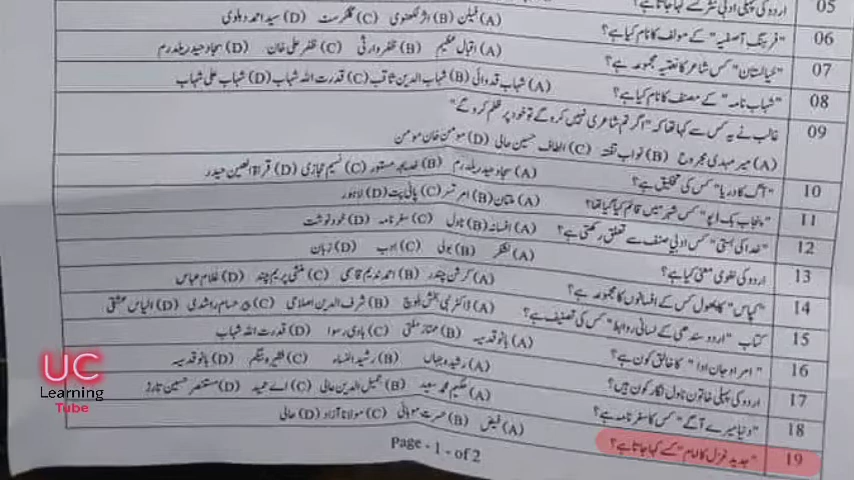 05 اردو کی پہلی ادبی نثر کسے کہا جاتا ہے؟
(A) فیلن (B) اثر لکھنوی (C) گلکرسٹ (D) سید احمد دہلوی
06 "فرہنگ آصفیہ" کے مولف کا نام کیا ہے؟
(A) اقبال عظیم (B) مظفر وارثی (C) ظفر علی خان (D) سجاد حیدر یلدرم
07 "خیالستان" کس شاعر کا نعتیہ مجموعہ ہے؟
(A) شہاب قدوائی (B) شہاب الدین ثاقب (C) قدرت اللہ شہاب (D) شہاب علی شہاب
08 "شہاب نامہ" کے مصنف کا نام کیا ہے؟
09 غالب نے یہ کس سے کہا تھا کہ "اگر تم شاعری نہیں کرو گے تو خود پر ظلم کرو گے"
(A) میر مہدی مجروح (B) نواب تفتہ (C) الطاف حسین حالی (D) مومن خان مومن
10 "آگ کا دریا" کس کی تخلیق ہے؟
(A) سجاد حیدر یلدرم (B) خدیجہ مستور (C) نسیم حجازی (D) قرۃ العین حیدر
11 "پنجاب بک ڈپو" کس شہر میں قائم کیا گیا تھا؟
(A) ملتان (B) امرتسر (C) پانی پت (D) لاہور
12 "خدا کی بستی" کس ادبی صنف سے تعلق رکھتی ہے؟
(A) افسانہ (B) ناول (C) سفر نامہ (D) خودنوشت
13 اردو کی لغوی معنی کیا ہے؟
(A) لشکر (B) بولی (C) ادب (D) زبان
14 "کپاس کا پھول کس کے افسانوں کا مجموعہ ہے؟
(A) کرشن چندر (B) احمد ندیم قاسمی (C) منشی پریم چند (D) غلام عباس
15 کتاب "اردو سندھی کے لسانی روابط" کس کی تصنیف ہے؟
(A) ڈاکٹر نبی بخش بلوچ (B) شرف الدین اصلاحی (C) حسام راشدی (D) الیاس عشقی
16 "امراؤ جان ادا" کا خالق کون ہے؟
(A) بانو قدسیہ (B) ممتاز مفتی (C) ہادی رسوا (D) قدرت اللہ شہاب
17 اردو کی پہلی خاتون ناول نگار کون ہیں؟
(A) رشیدہ جہاں (B) رشید النساء (C) (D) بانو قدسیہ
18 "دنیا میرے آگے" کس کا سفر نامہ ہے؟
(A) حکیم محمد سعید (B) جمیل الدین عالی (C) اے حمید (D) مستنصر حسین تارڑ
19 "جدید غزل کا امام" کسے کہا جاتا ہے؟
(A) فیض (B) حسرت موہانی (C) مولانا آزاد (D) حالی
Page - 1 - of 2
UC
Learning
Tube